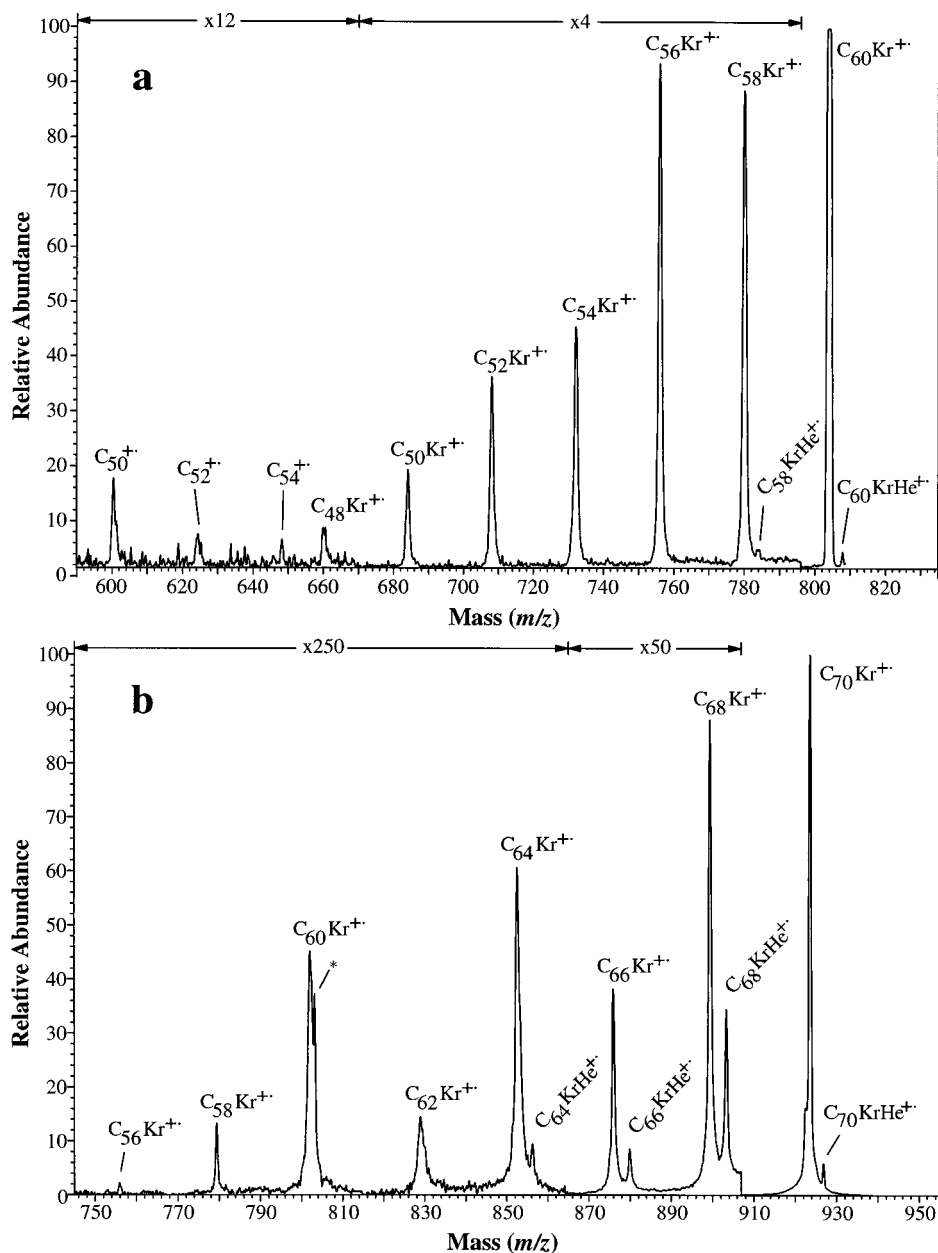 x12 x4
a
100
90
80
70
60
50
40
30
20
10
0
Relative Abundance
C₅₀⁺·
C₅₂⁺·
C₅₄⁺·
C₄₈Kr⁺·
C₅₀Kr⁺·
C₅₂Kr⁺·
C₅₄Kr⁺·
C₅₆Kr⁺·
C₅₈Kr⁺·
C₅₈KrHe⁺·
C₆₀Kr⁺·
C₆₀KrHe⁺·
600 620 640 660 680 700 720 740 760 780 800 820
Mass (m/z)
x250 x50
b
100
90
80
70
60
50
40
30
20
10
0
Relative Abundance
C₅₆Kr⁺·
C₅₈Kr⁺·
C₆₀Kr⁺·
*
C₆₂Kr⁺·
C₆₄Kr⁺·
C₆₄KrHe⁺·
C₆₆Kr⁺·
C₆₆KrHe⁺·
C₆₈Kr⁺·
C₆₈KrHe⁺·
C₇₀Kr⁺·
C₇₀KrHe⁺·
750 770 790 810 830 850 870 890 910 930 950
Mass (m/z)